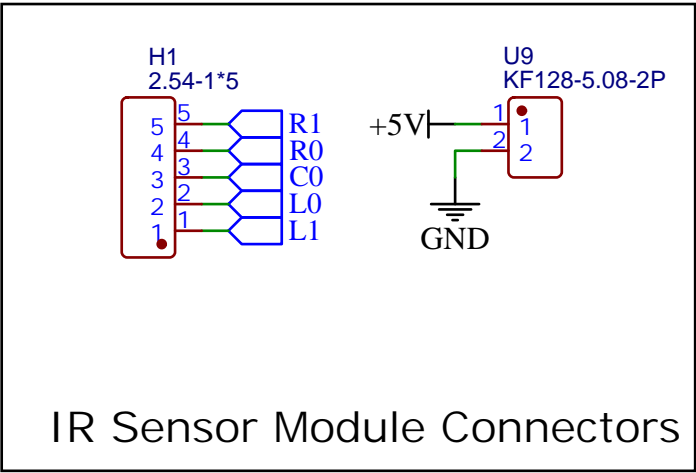 H1
2.54-1*5
5 5 R1
4 4 R0
3 3 C0
2 2 L0
1 1 L1
U9
KF128-5.08-2P
+5V 1 1
2 2
GND
IR Sensor Module Connectors